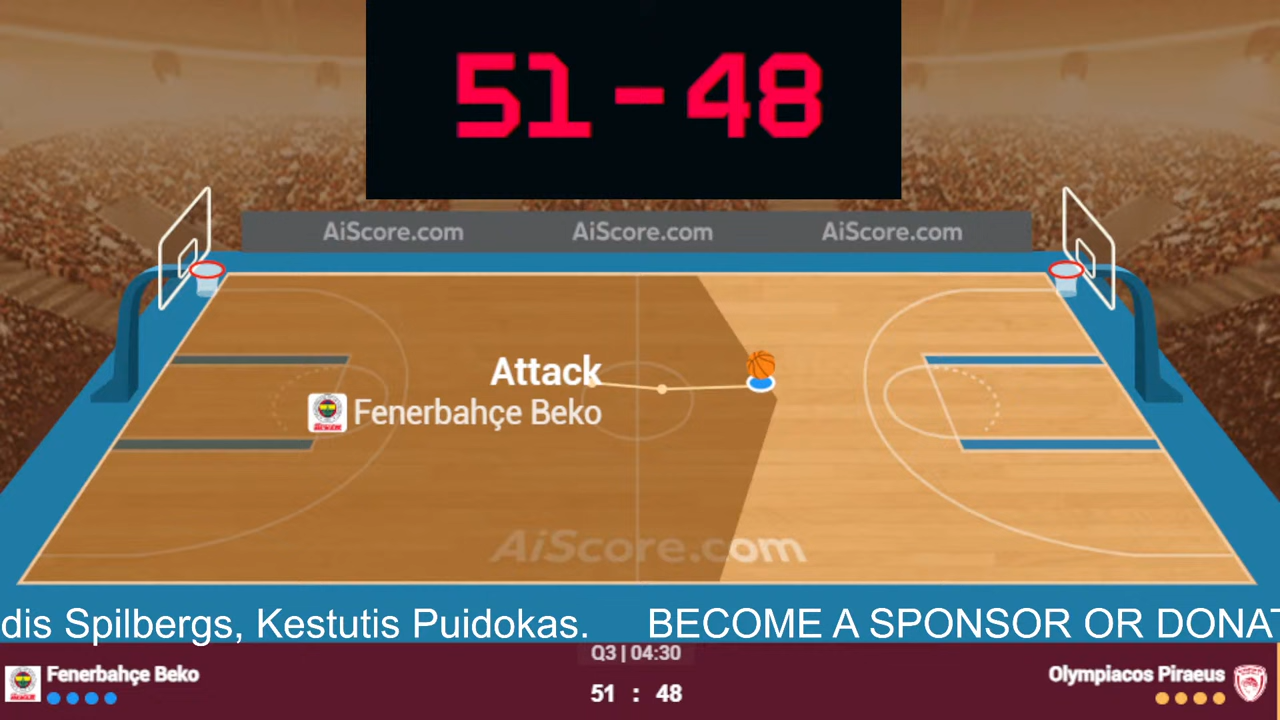 51-48
AiScore.com AiScore.com AiScore.com
Attack
Fenerbahçe Beko
AiScore.com
dis Spilbergs, Kestutis Puidokas. BECOME A SPONSOR OR DONAT
Q3 | 04:30
Fenerbahçe Beko
51 : 48
Olympiacos Piraeus